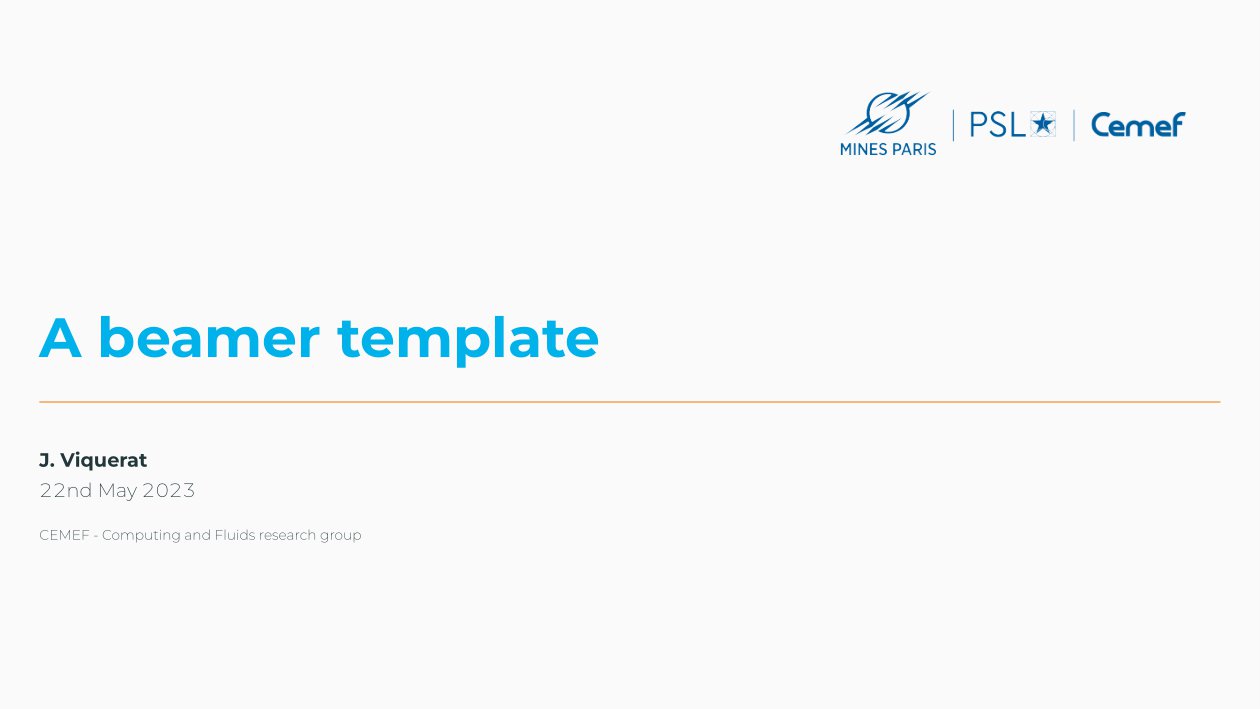 MINES PARIS | PSL | Cemef
A beamer template
J. Viquerat
22nd May 2023
CEMEF - Computing and Fluids research group